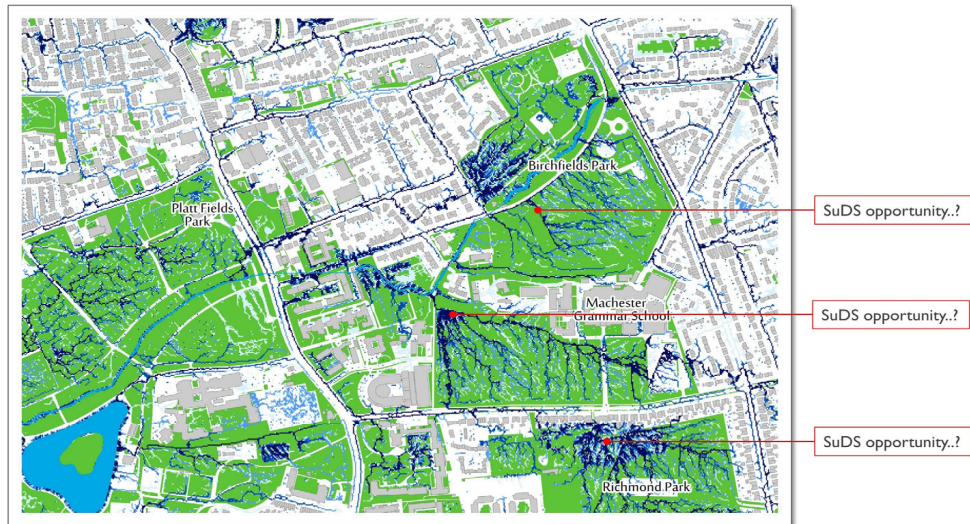 Birchfields Park
Platt Fields
Park
SuDS opportunity..?
Machester
Grammar School
SuDS opportunity..?
SuDS opportunity..?
Richmond Park